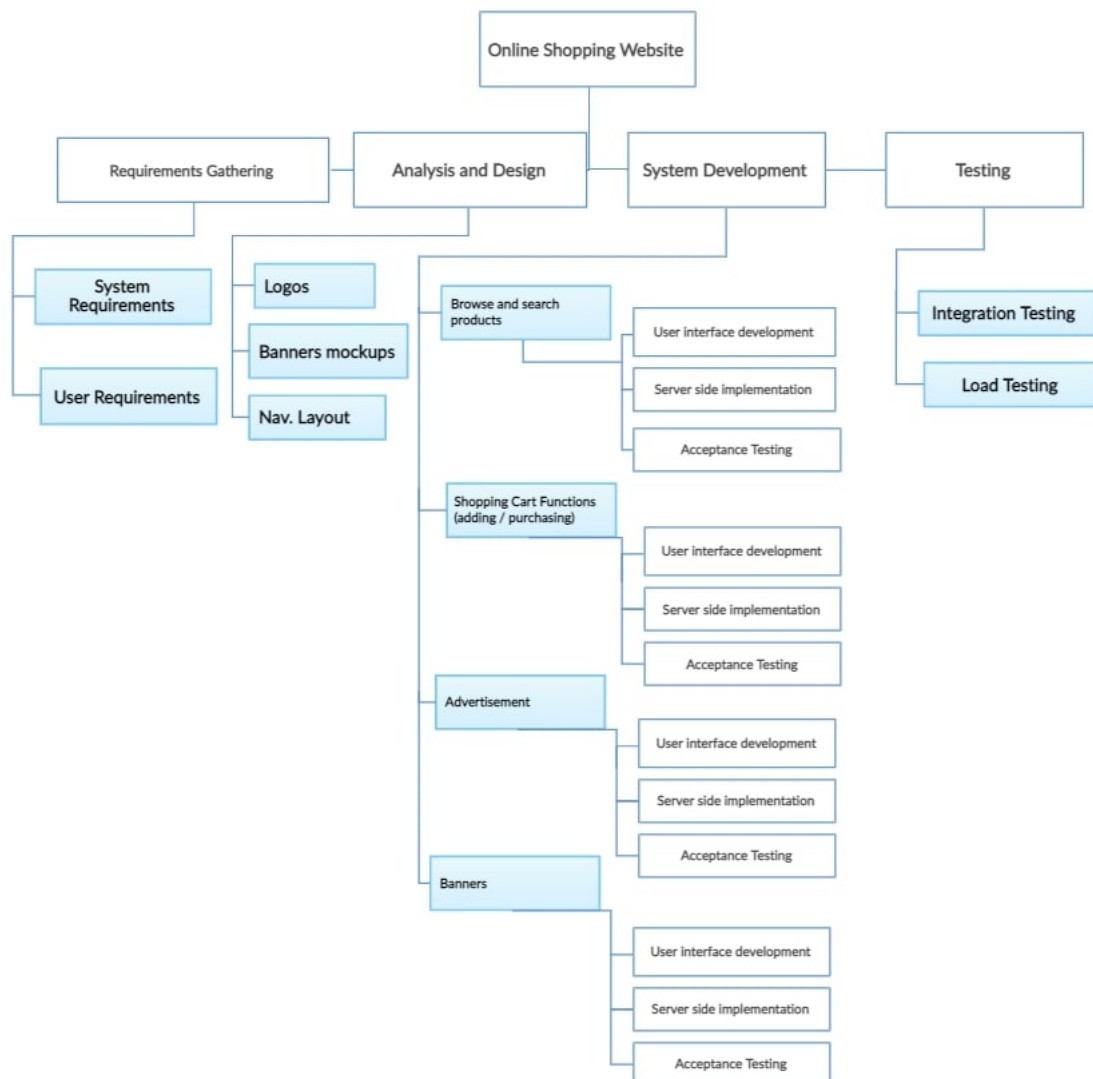 Online Shopping Website
Requirements Gathering
Analysis and Design
System Development
Testing
System
Requirements
User Requirements
Logos
Banners mockups
Nav. Layout
Browse and search
products
User interface development
Server side implementation
Acceptance Testing
Shopping Cart Functions
(adding / purchasing)
User interface development
Server side implementation
Acceptance Testing
Advertisement
User interface development
Server side implementation
Acceptance Testing
Banners
User interface development
Server side implementation
Acceptance Testing
Integration Testing
Load Testing